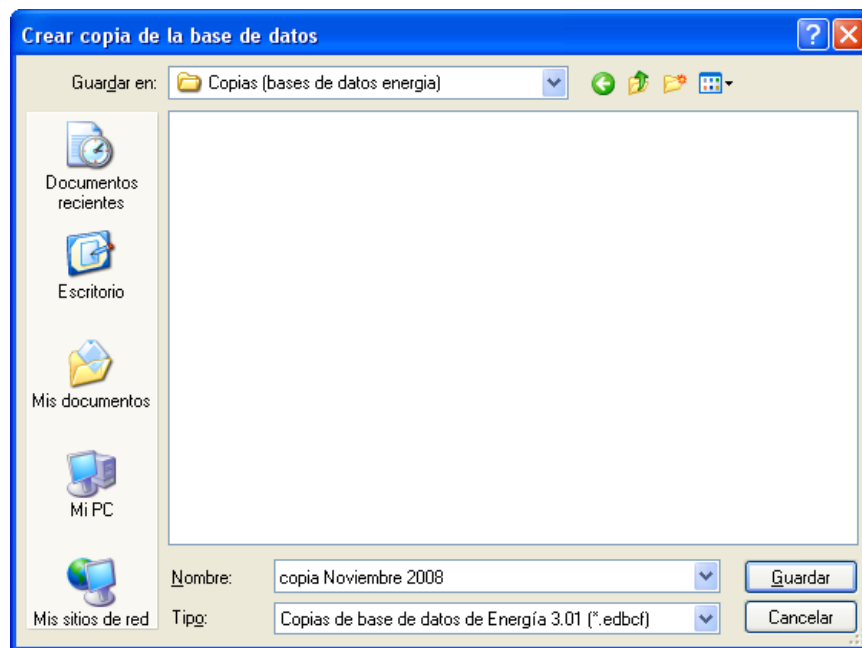 Crear copia de la base de datos
Guardar en:
Copias (bases de datos energia)
Documentos
recientes
Escritorio
Mis documentos
Mi PC
Mis sitios de red
Nombre:
copia Noviembre 2008
Guardar
Tipo:
Copias de base de datos de Energía 3.01 (*.edbcf)
Cancelar